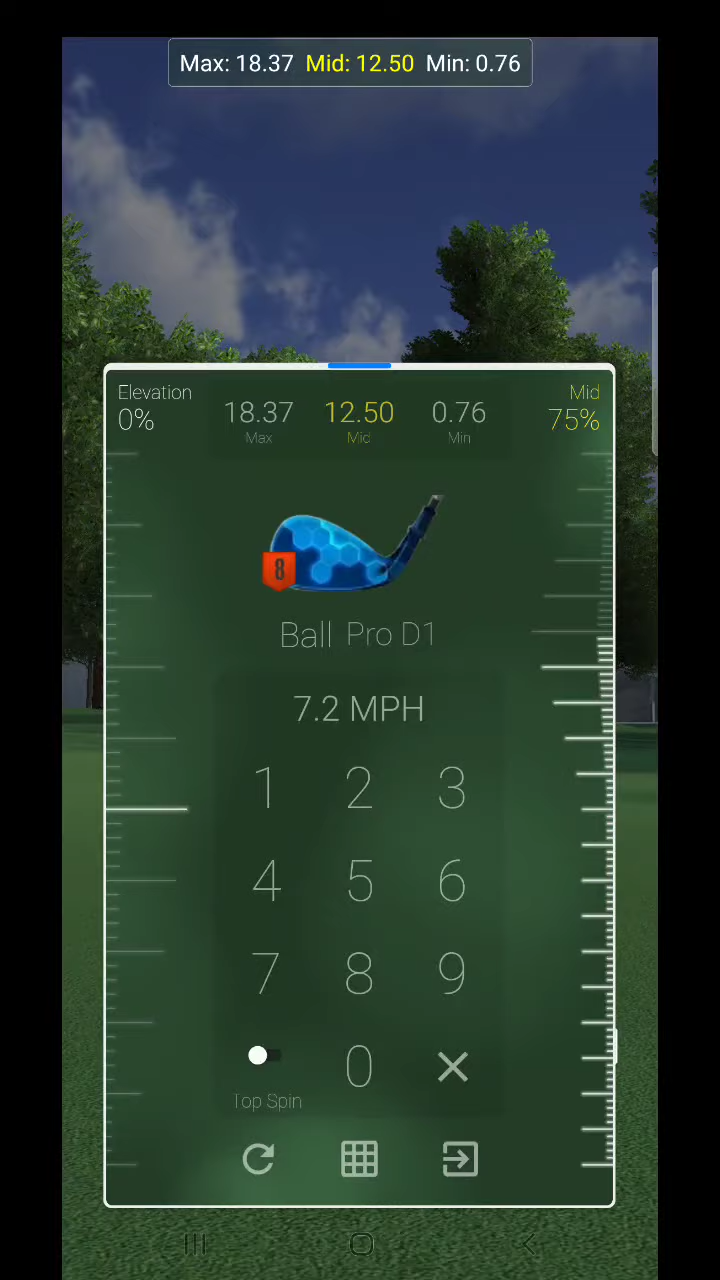 Max: 18.37 Mid: 12.50 Min: 0.76
Elevation
0%
18.37
Max
12.50
Mid
0.76
Min
Mid
75%
8
Ball Pro D1
7.2 MPH
1 2 3
4 5 6
7 8 9
0
Top Spin